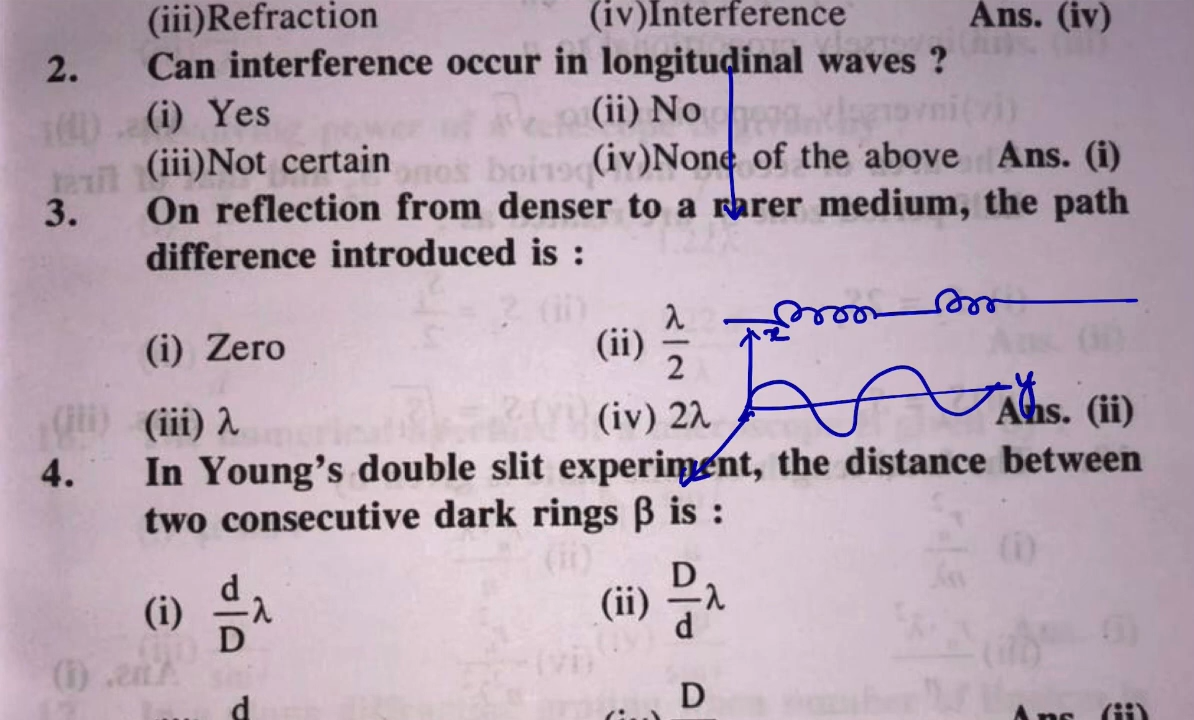 (iii)Refraction (iv)Interference Ans. (iv)
2. Can interference occur in longitudinal waves ?
(i) Yes (ii) No
(iii)Not certain (iv)None of the above Ans. (i)
3. On reflection from denser to a rarer medium, the path
difference introduced is :
(i) Zero (ii) λ/2
x
y
(iii) λ (iv) 2λ Ans. (ii)
4. In Young’s double slit experiment, the distance between
two consecutive dark rings β is :
(i) d/D λ (ii) D/d λ
d D
Ans. (ii)